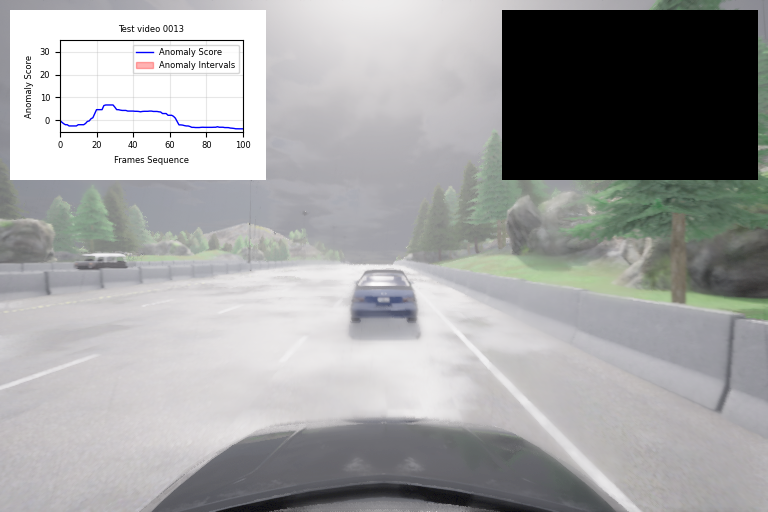 Test video 0013
Anomaly Score
30
20
10
0
Anomaly Score
Anomaly Intervals
0 20 40 60 80 100
Frames Sequence